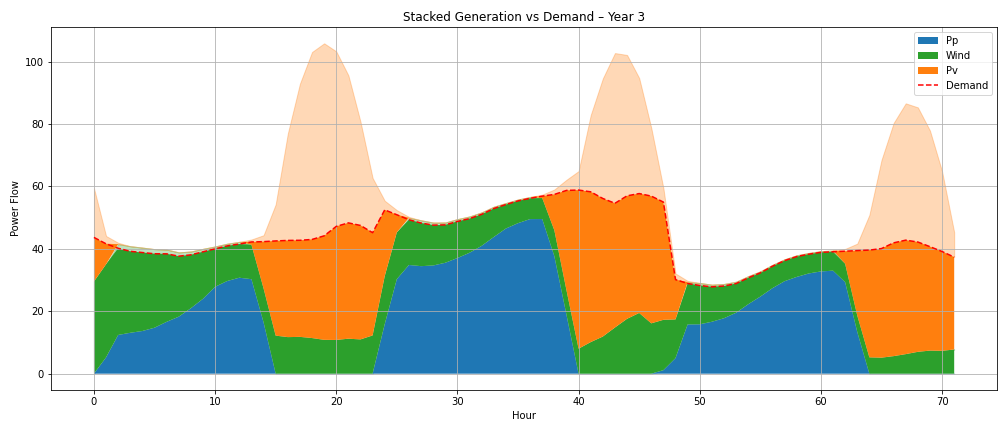 Stacked Generation vs Demand – Year 3
Power Flow
100
80
60
40
20
0
0 10 20 30 40 50 60 70
Hour
Pp
Wind
Pv
Demand